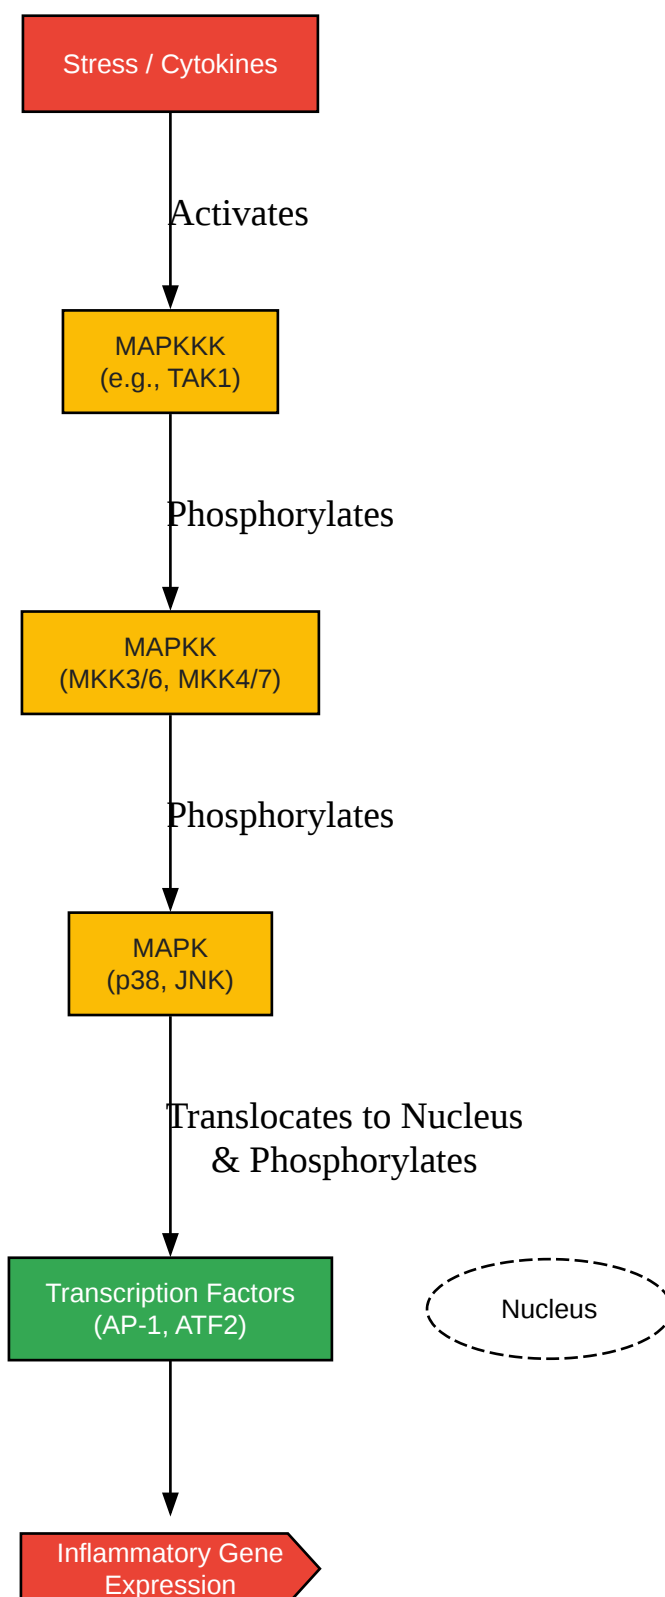 Stress / Cytokines
Activates
MAPKKK
(e.g., TAK1)
Phosphorylates
MAPKK
(MKK3/6, MKK4/7)
Phosphorylates
MAPK
(p38, JNK)
Translocates to Nucleus
& Phosphorylates
Transcription Factors
(AP-1, ATF2)
Nucleus
Inflammatory Gene
Expression